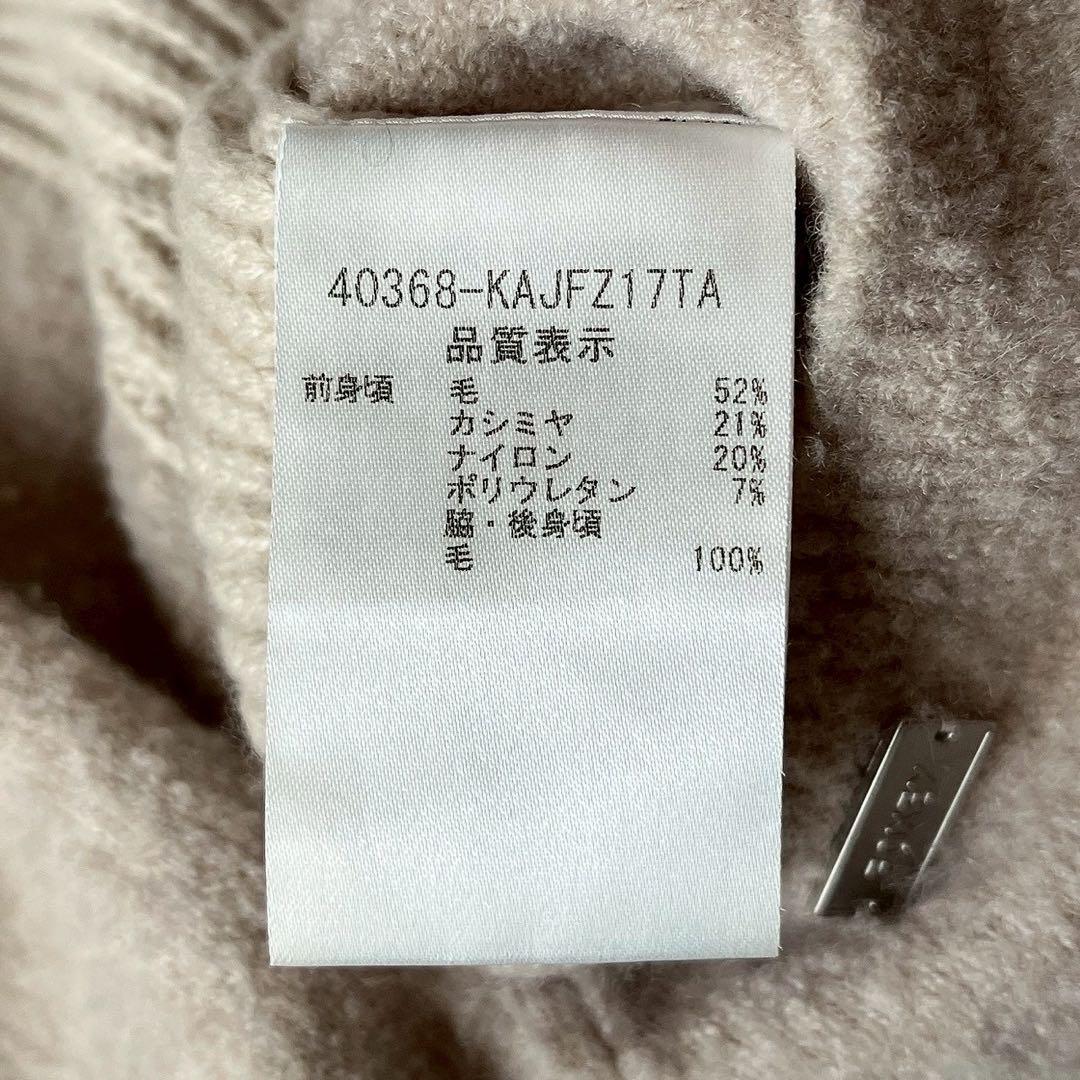 40368-KAJFZ17TA
品質表示
前身頃 毛 52%
カシミヤ 21%
ナイロン 20%
ポリウレタン 7%
脇・後身頃
毛 100%